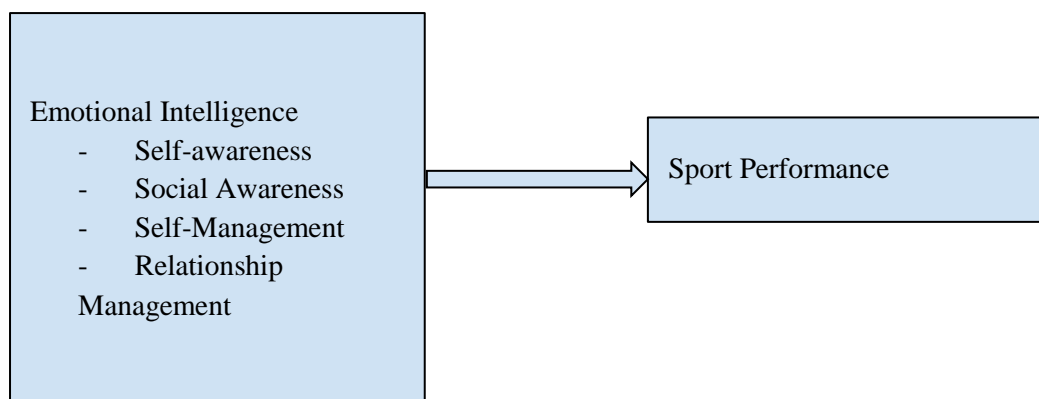 Emotional Intelligence
- Self-awareness
- Social Awareness
- Self-Management
- Relationship
Management
Sport Performance